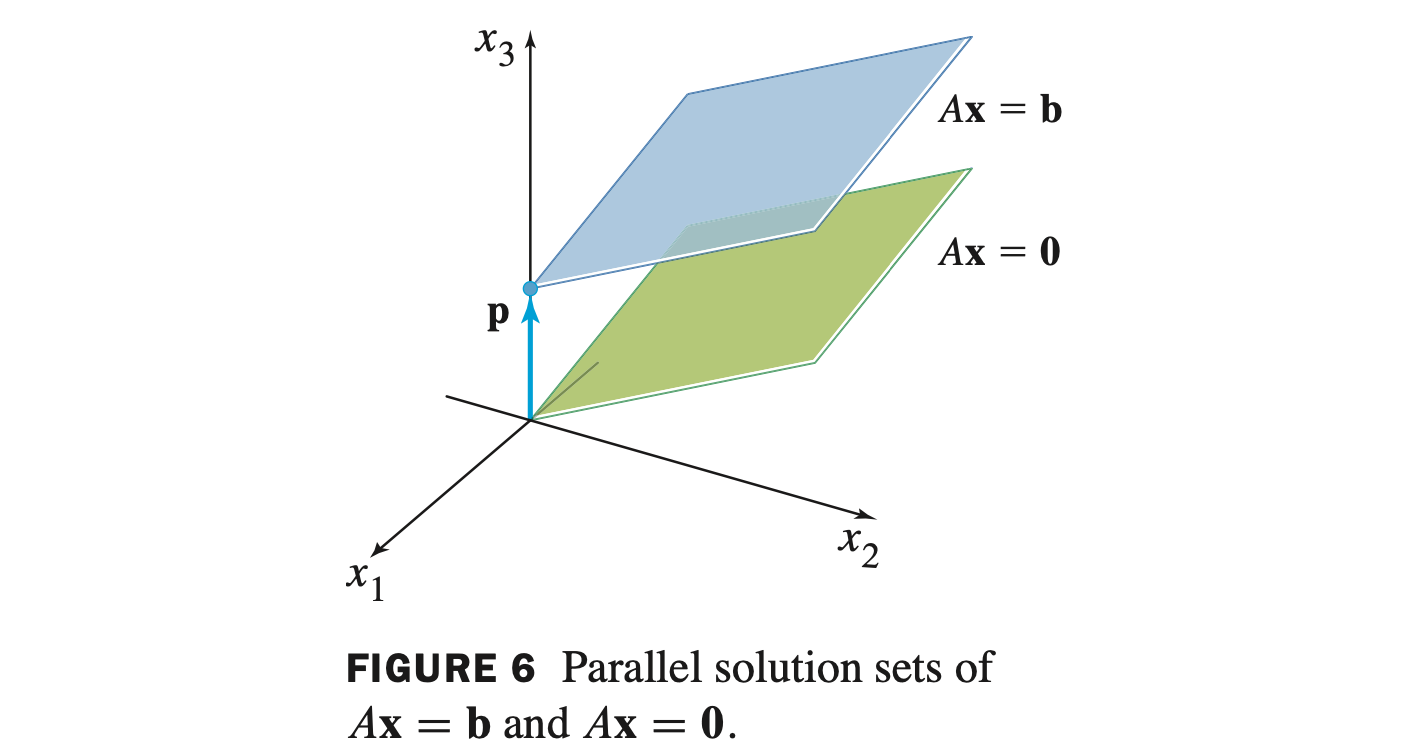 x₃
Ax = b
Ax = 0
p
x₂
x₁
FIGURE 6 Parallel solution sets of
Ax = b and Ax = 0.